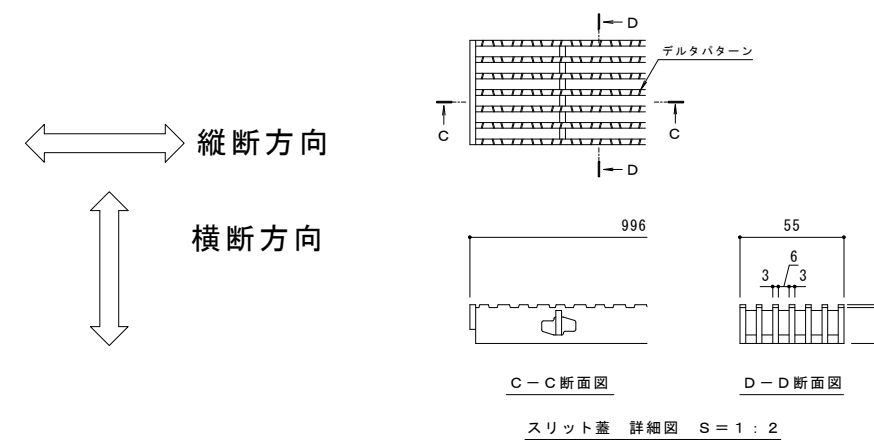 D
デルタパターン
縦断方向
C
C
D
横断方向
996
55
6
3
3
C－C断面図
D－D断面図
スリット蓋　詳細図　S＝1：2